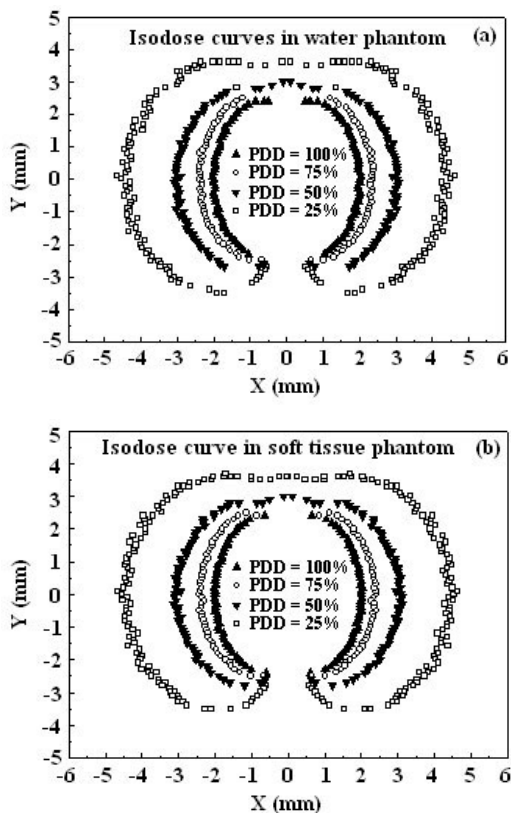 5
Isodose curves in water phantom (a)
4
3
2
1
0
-1
-2
-3
-4
-5
Y (mm)
PDD = 100%
PDD = 75%
PDD = 50%
PDD = 25%
-6 -5 -4 -3 -2 -1 0 1 2 3 4 5 6
X (mm)
5
Isodose curve in soft tissue phantom (b)
4
3
2
1
0
-1
-2
-3
-4
-5
Y (mm)
PDD = 100%
PDD = 75%
PDD = 50%
PDD = 25%
-6 -5 -4 -3 -2 -1 0 1 2 3 4 5 6
X (mm)